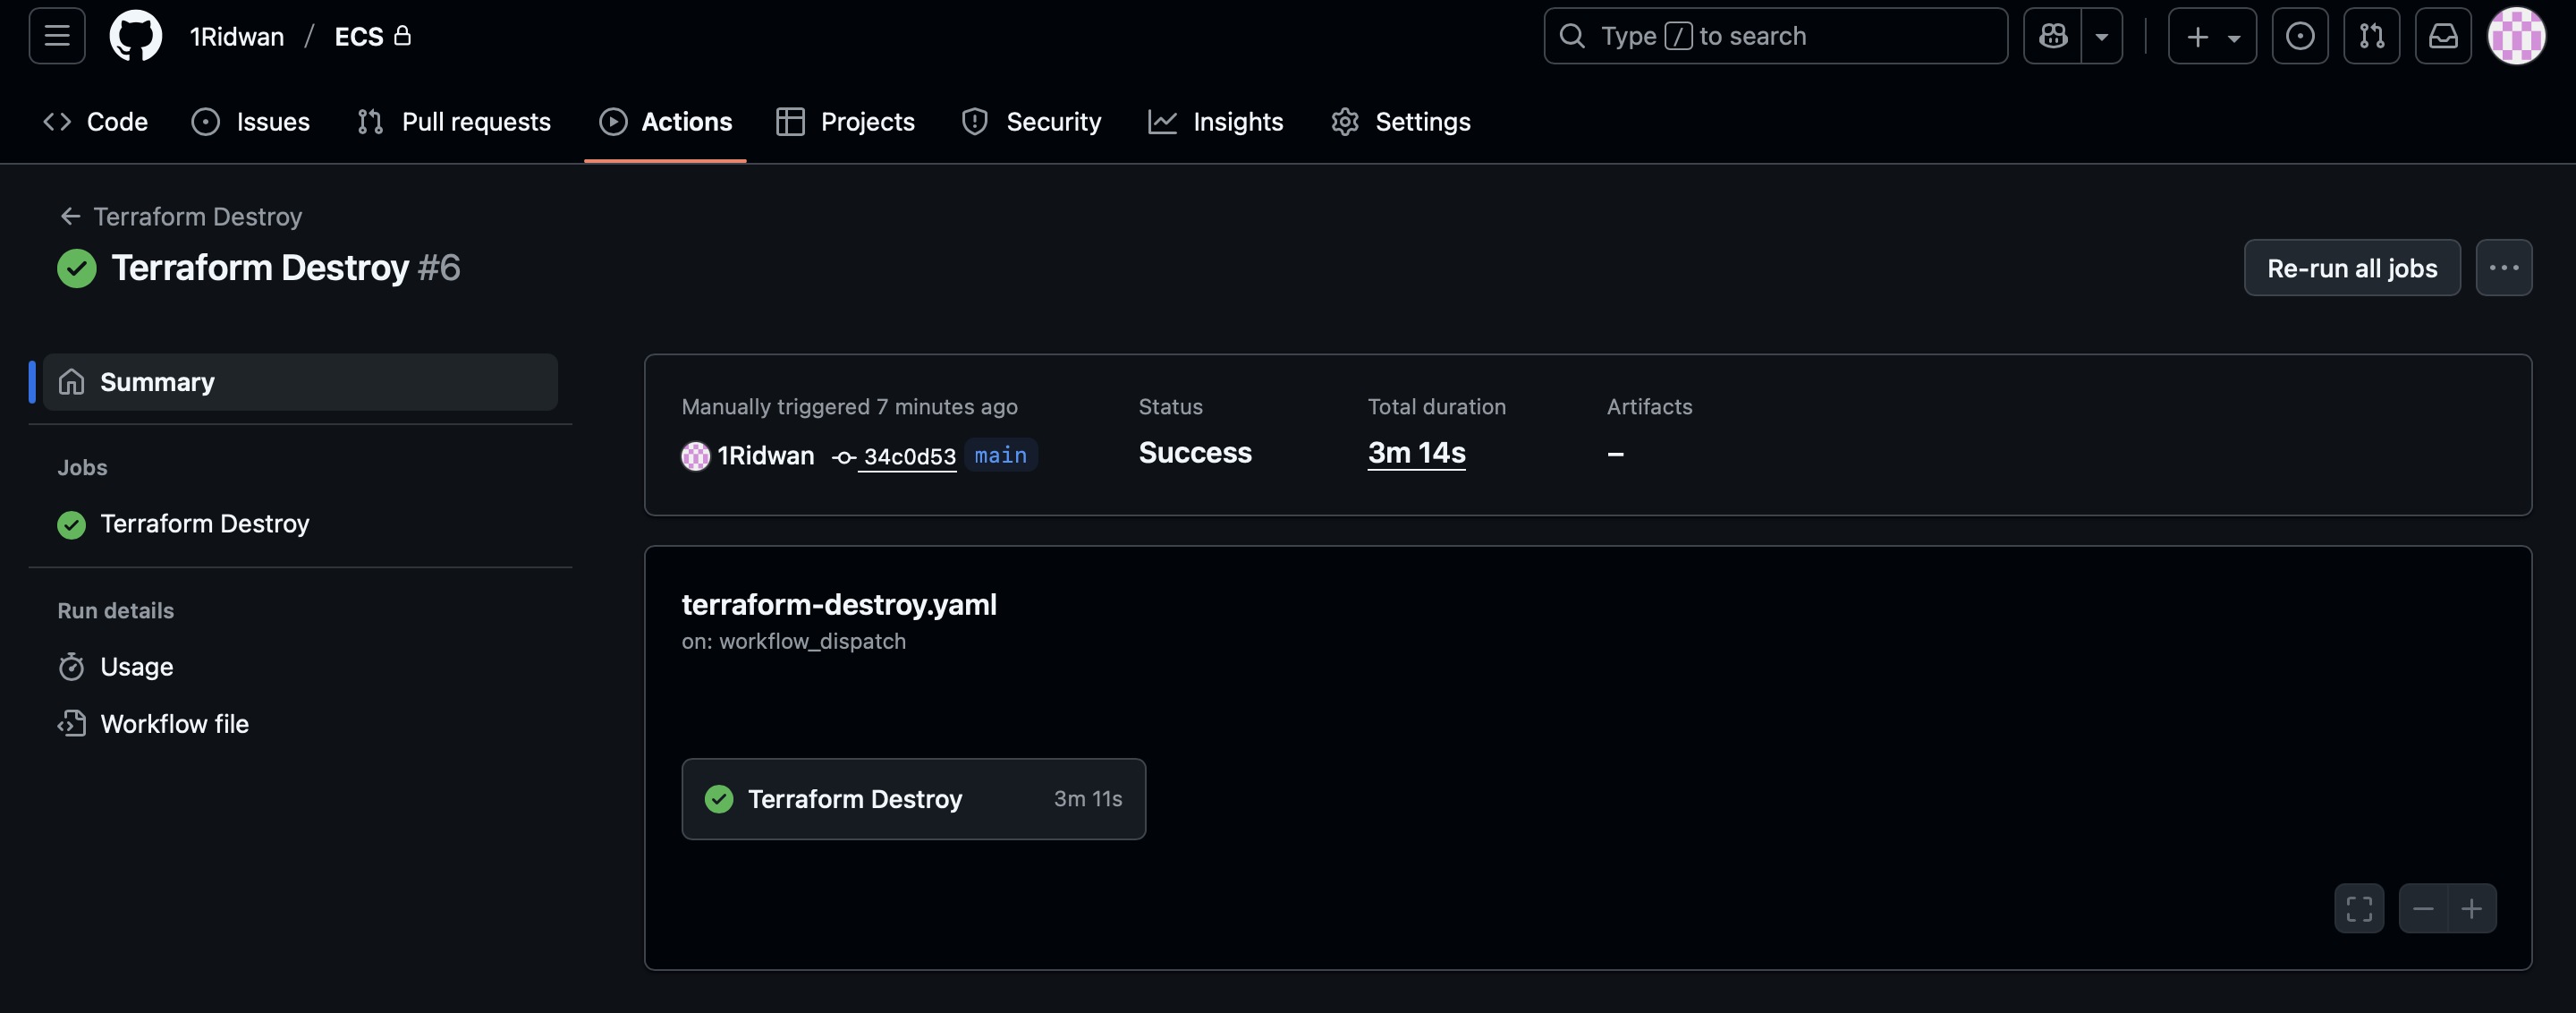 1Ridwan / ECS
Type / to search
Code Issues Pull requests Actions Projects Security Insights Settings
Terraform Destroy
Terraform Destroy #6
Re-run all jobs
Summary
Jobs
Terraform Destroy
Run details
Usage
Workflow file
Manually triggered 7 minutes ago Status Total duration Artifacts
1Ridwan 34c0d53 main Success 3m 14s –
terraform-destroy.yaml
on: workflow_dispatch
Terraform Destroy 3m 11s